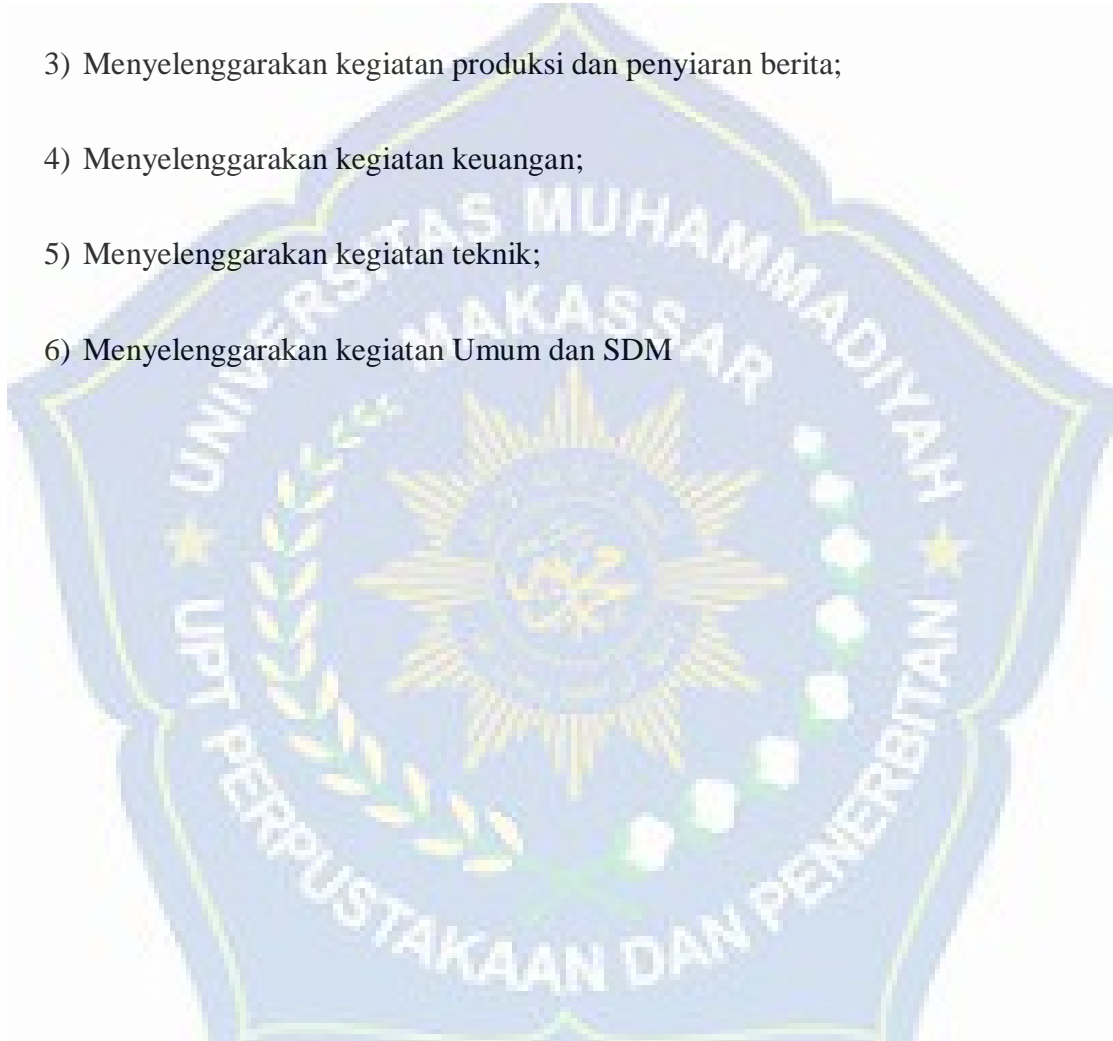 3) Menyelenggarakan kegiatan produksi dan penyiaran berita;
4) Menyelenggarakan kegiatan keuangan;
5) Menyelenggarakan kegiatan teknik;
6) Menyelenggarakan kegiatan Umum dan SDM
UNIVERSITAS MUHAMMADIYAH
MAKASSAR
UPT PERPUSTAKAAN DAN PENERBITAN